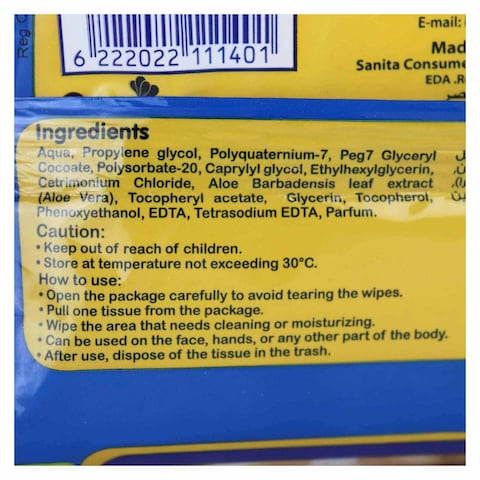 Reg
E-mail:
6 222022 111401
Mad
Sanita Consume
EDA .R
Ingredients
Aqua, Propylene glycol, Polyquaternium-7, Peg7 Glyceryl
Cocoate, Polysorbate-20, Caprylyl glycol, Ethylhexylglycerin,
Cetrimonium Chloride, Aloe Barbadensis leaf extract
(Aloe Vera), Tocopheryl acetate, Glycerin, Tocopherol,
Phenoxyethanol, EDTA, Tetrasodium EDTA, Parfum.
Caution:
• Keep out of reach of children.
• Store at temperature not exceeding 30°C.
How to use:
• Open the package carefully to avoid tearing the wipes.
• Pull one tissue from the package.
• Wipe the area that needs cleaning or moisturizing.
• Can be used on the face, hands, or any other part of the body.
• After use, dispose of the tissue in the trash.